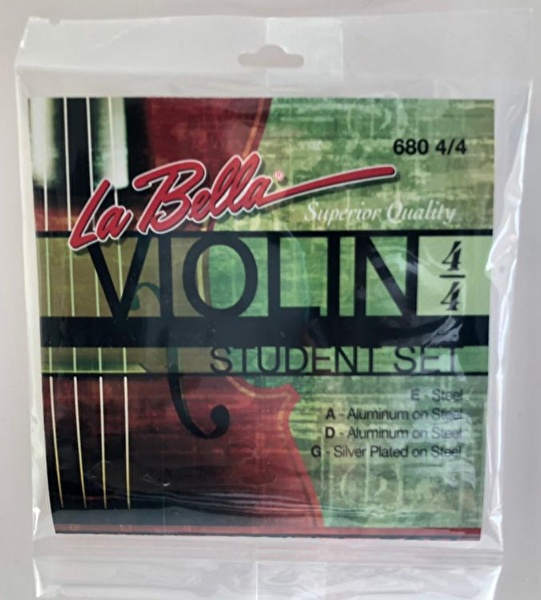 680 4/4
La Bella®
Superior Quality
VIOLIN 4/4
STUDENT SET
E - Steel
A - Aluminum on Steel
D - Aluminum on Steel
G - Silver Plated on Steel